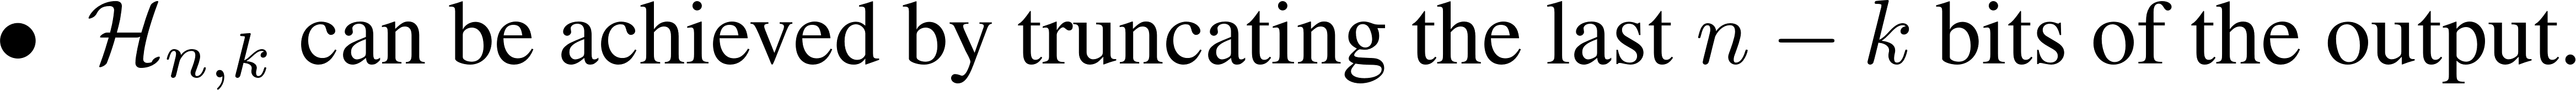 • $\mathcal{H}_{n,k}$ can be achieved by truncating the last $n - k$ bits of the output.